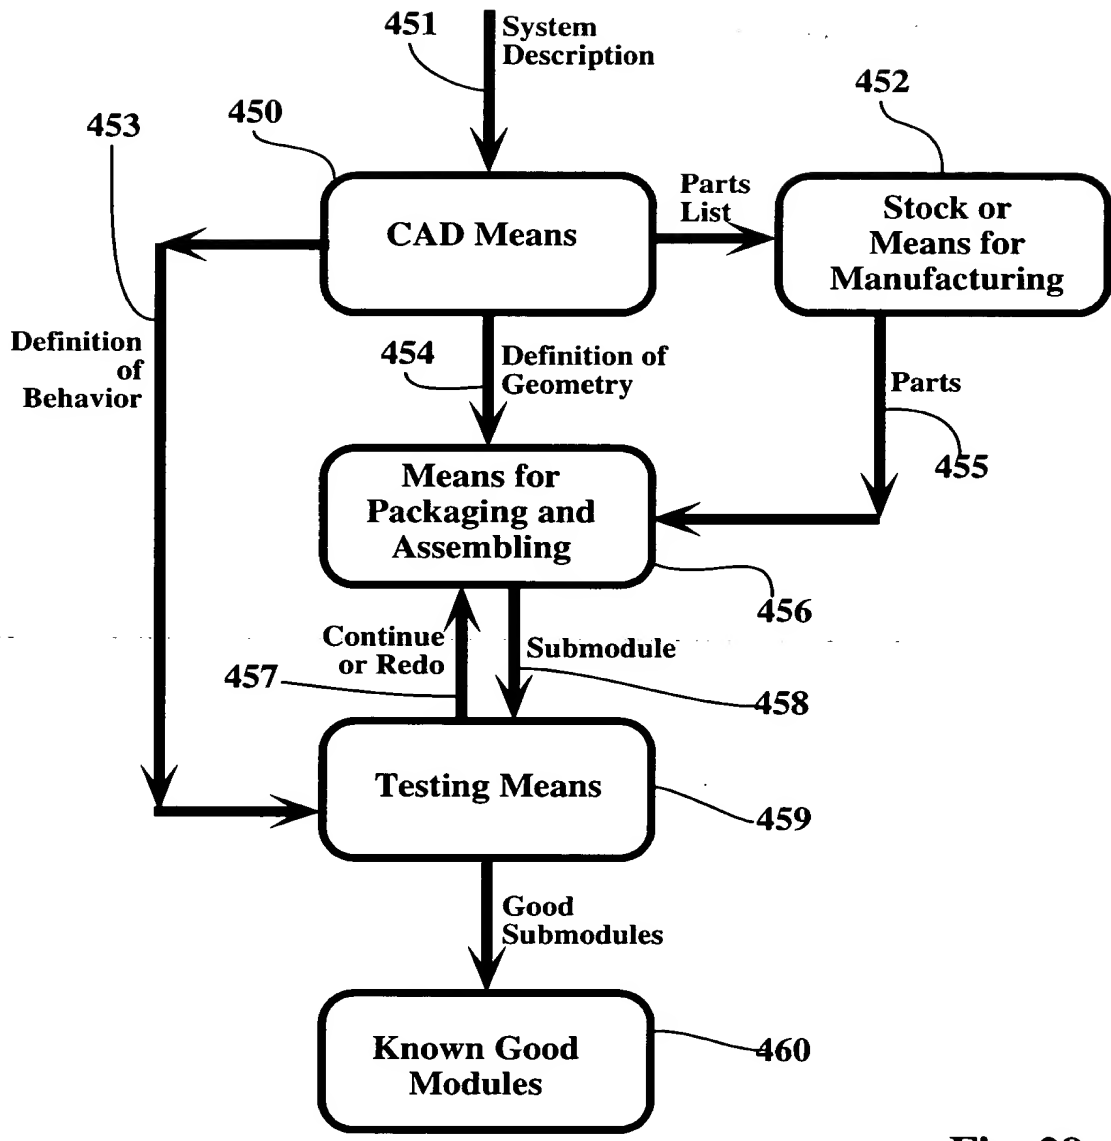 451
System
Description
452
450
453
CAD Means
Parts
List
Stock or
Means for
Manufacturing
Definition
of
Behavior
454
Definition of
Geometry
Parts
455
Means for
Packaging and
Assembling
456
Continue
or Redo
Submodule
457
458
Testing Means
459
Good
Submodules
Known Good
Modules
460